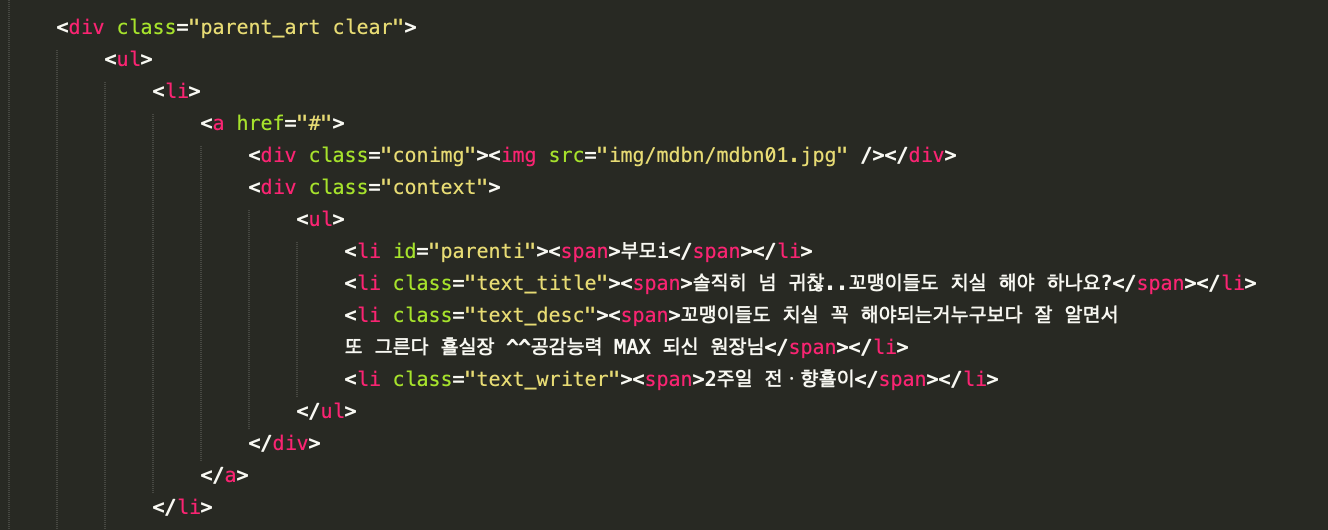 <div class="parent_art clear">
<ul>
<li>
<a href="#">
<div class="conimg"><img src="img/mdbn/mdbn01.jpg" /></div>
<div class="context">
<ul>
<li id="parenti"><span>부모i</span></li>
<li class="text_title"><span>솔직히 넘 귀찮..꼬맹이들도 치실 해야 하나요?</span></li>
<li class="text_desc"><span>꼬맹이들도 치실 꼭 해야되는거누구보다 잘 알면서
또 그른다 횰실장 ^^공감능력 MAX 되신 원장님</span></li>
<li class="text_writer"><span>2주일 전·향횰이</span></li>
</ul>
</div>
</a>
</li>